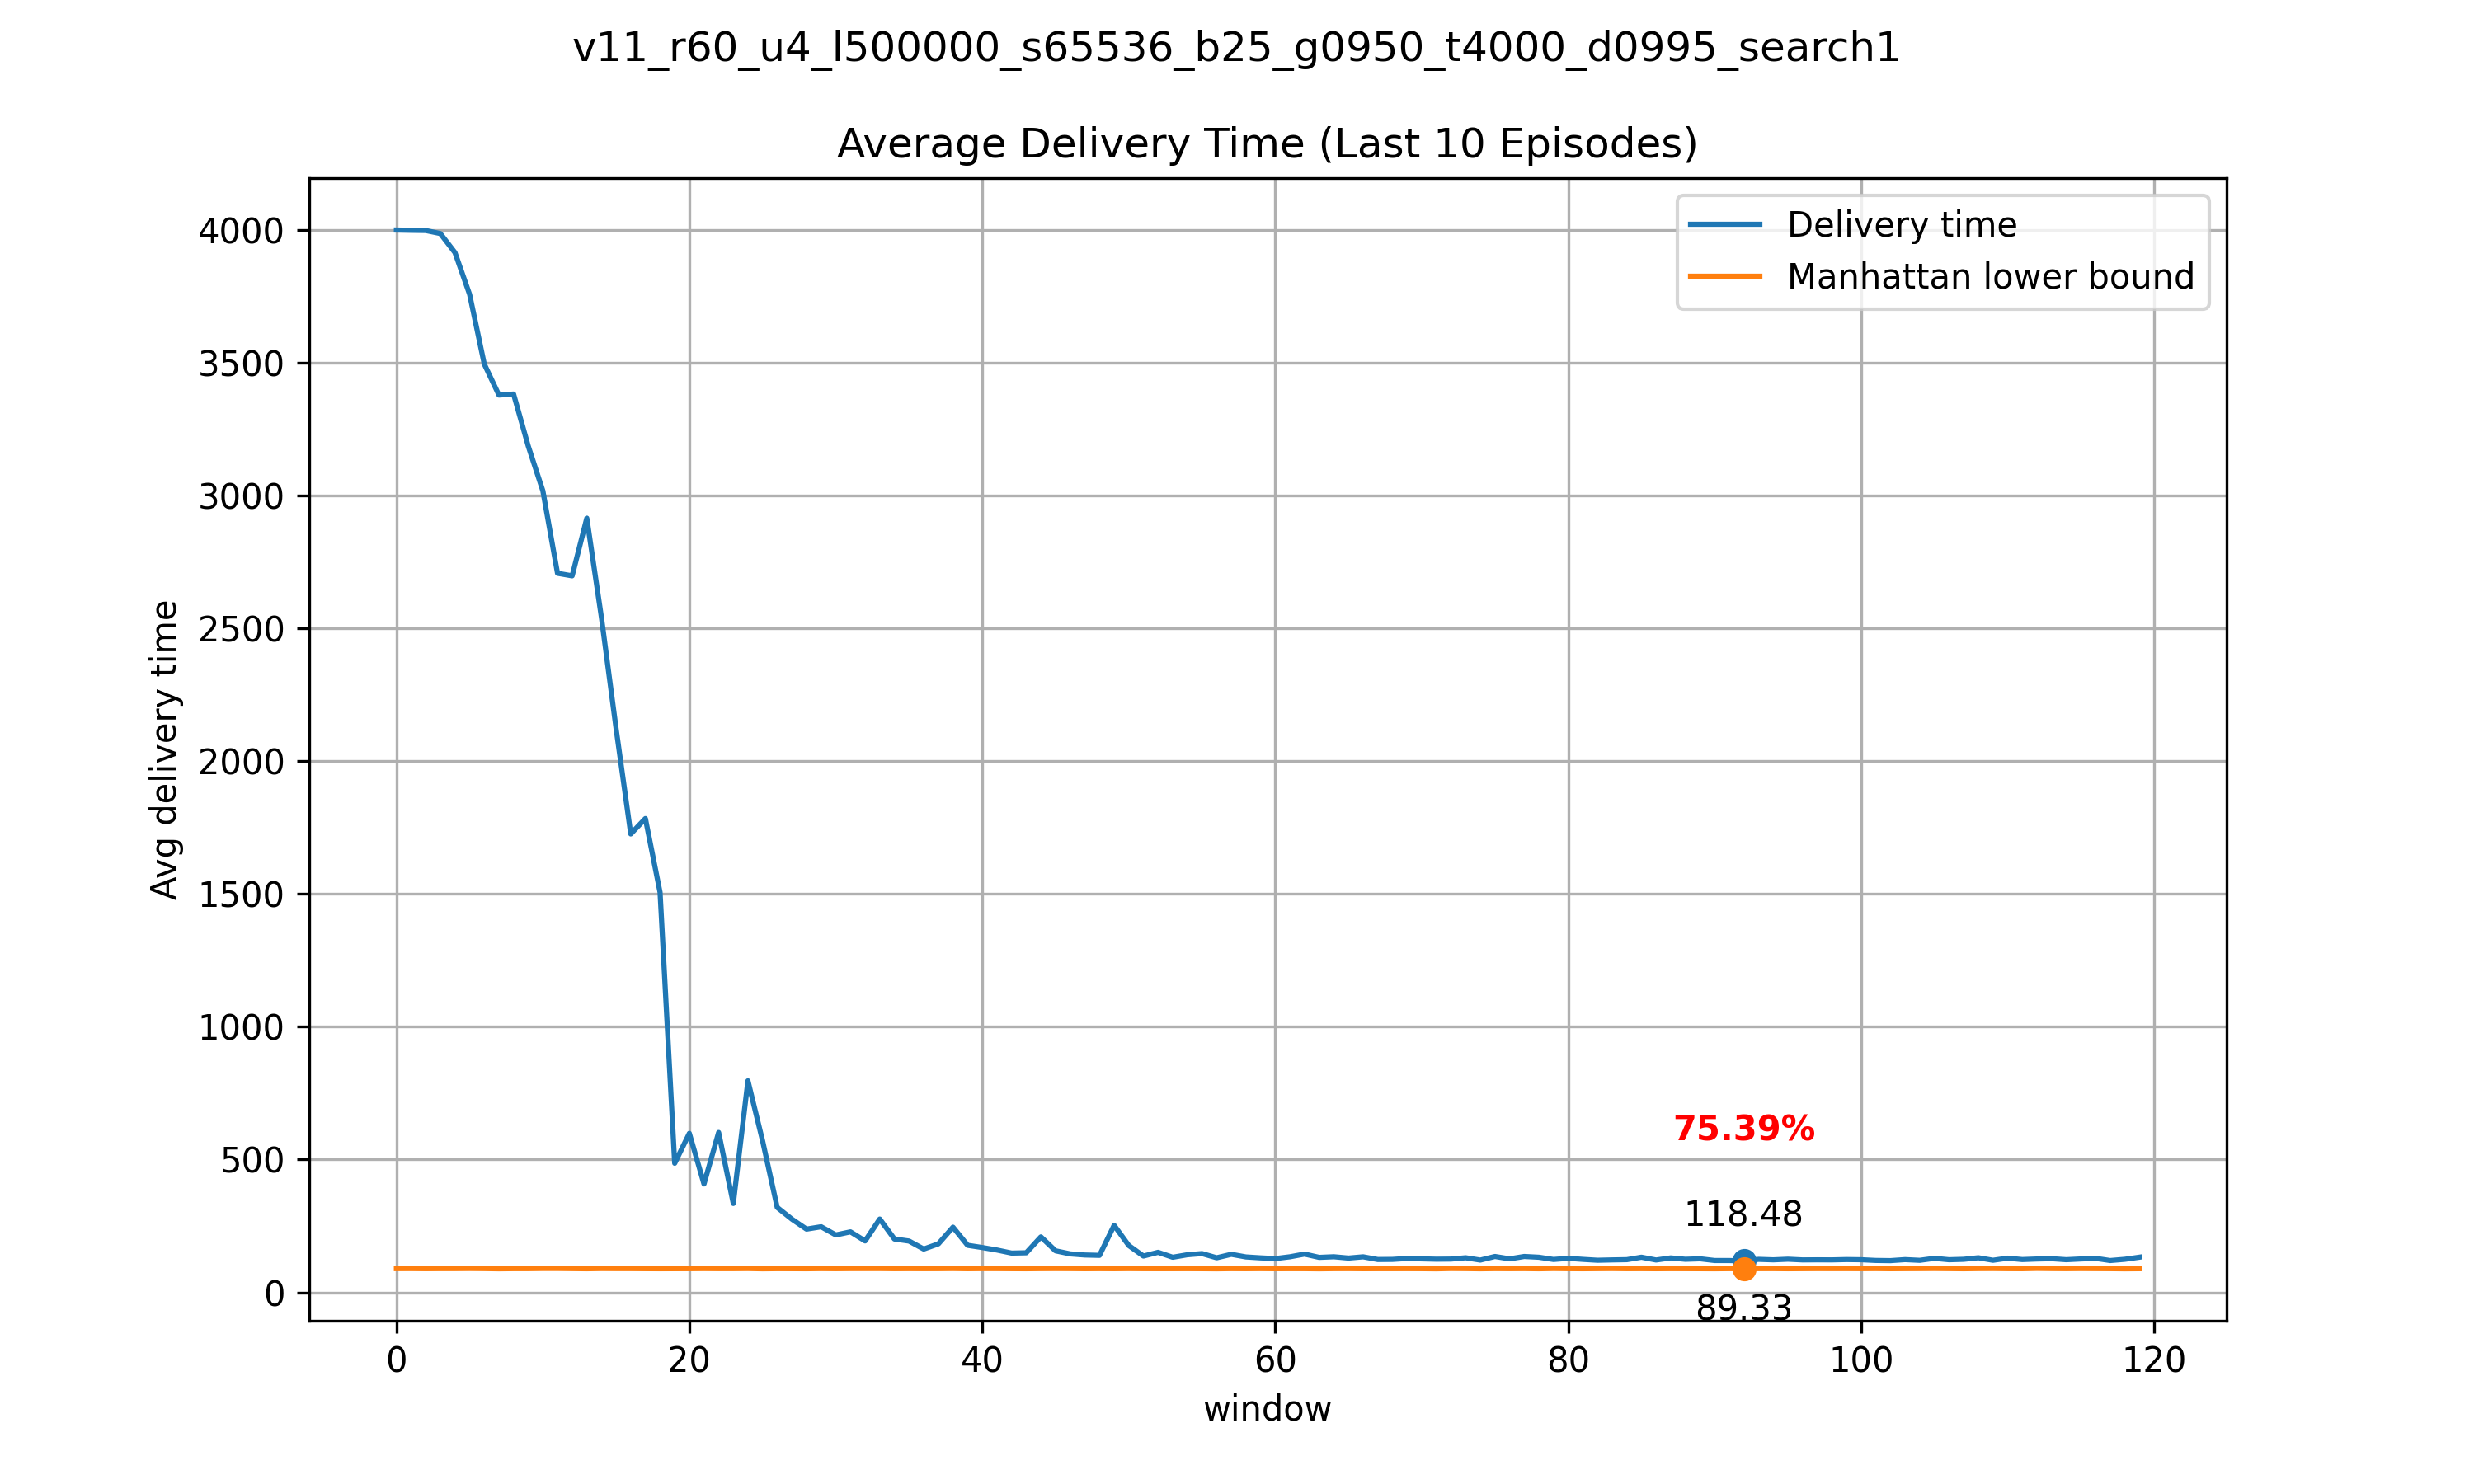 v11_r60_u4_l500000_s65536_b25_g0950_t4000_d0995_search1
Average Delivery Time (Last 10 Episodes)
Delivery time
Manhattan lower bound
Avg delivery time
4000
3500
3000
2500
2000
1500
1000
500
0
75.39%
118.48
89.33
0 20 40 60 80 100 120
window